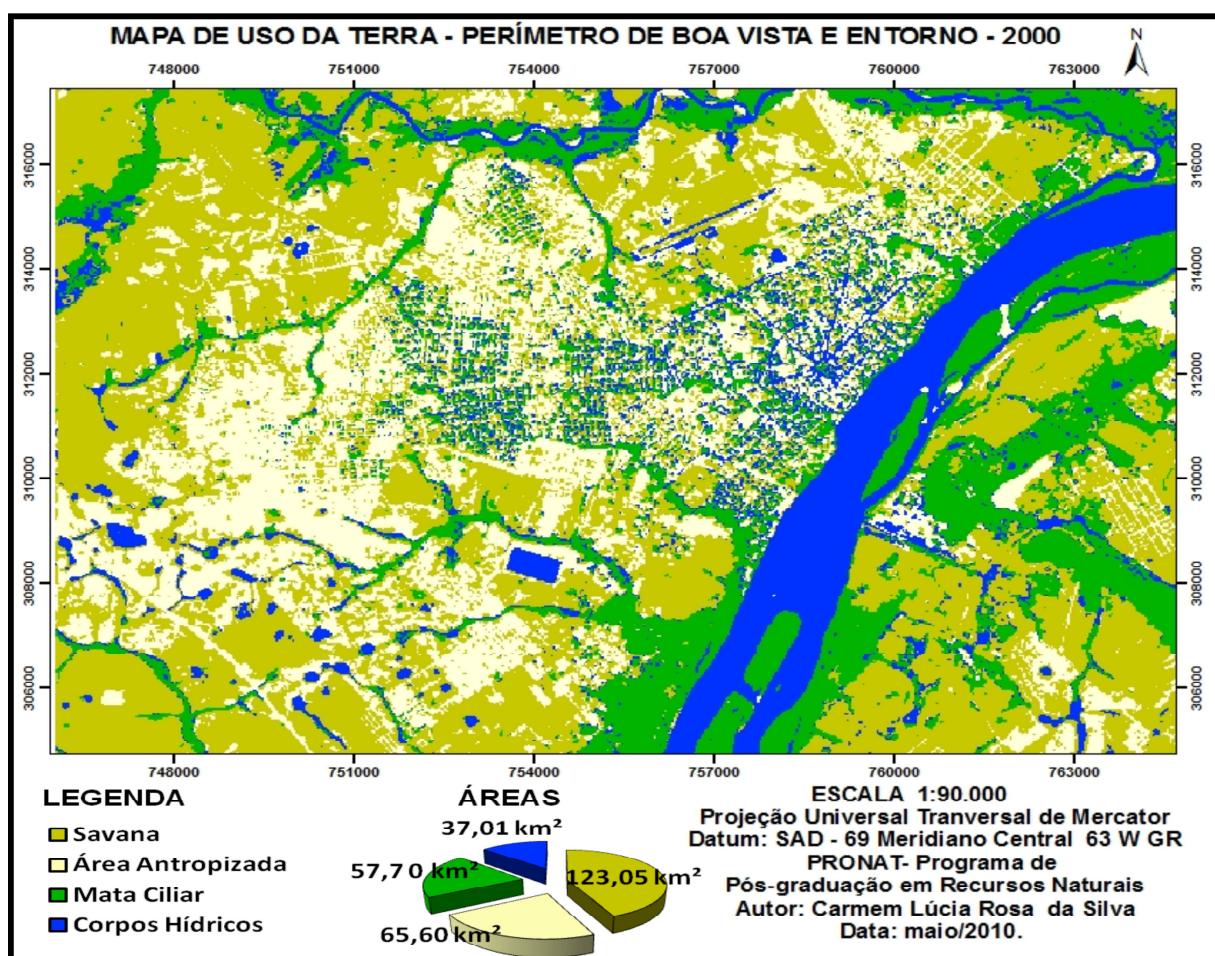 MAPA DE USO DA TERRA - PERÍMETRO DE BOA VISTA E ENTORNO - 2000
N
748000 751000 754000 757000 760000 763000
316000 316000
314000 314000
312000 312000
310000 310000
308000 308000
306000 306000
748000 751000 754000 757000 760000 763000
LEGENDA
Savana
Área Antropizada
Mata Ciliar
Corpos Hídricos
ÁREAS
37,01 km²
57,70 km²
123,05 km²
65,60 km²
ESCALA 1:90.000
Projeção Universal Tranversal de Mercator
Datum: SAD - 69 Meridiano Central 63 W GR
PRONAT- Programa de
Pós-graduação em Recursos Naturais
Autor: Carmem Lúcia Rosa da Silva
Data: maio/2010.